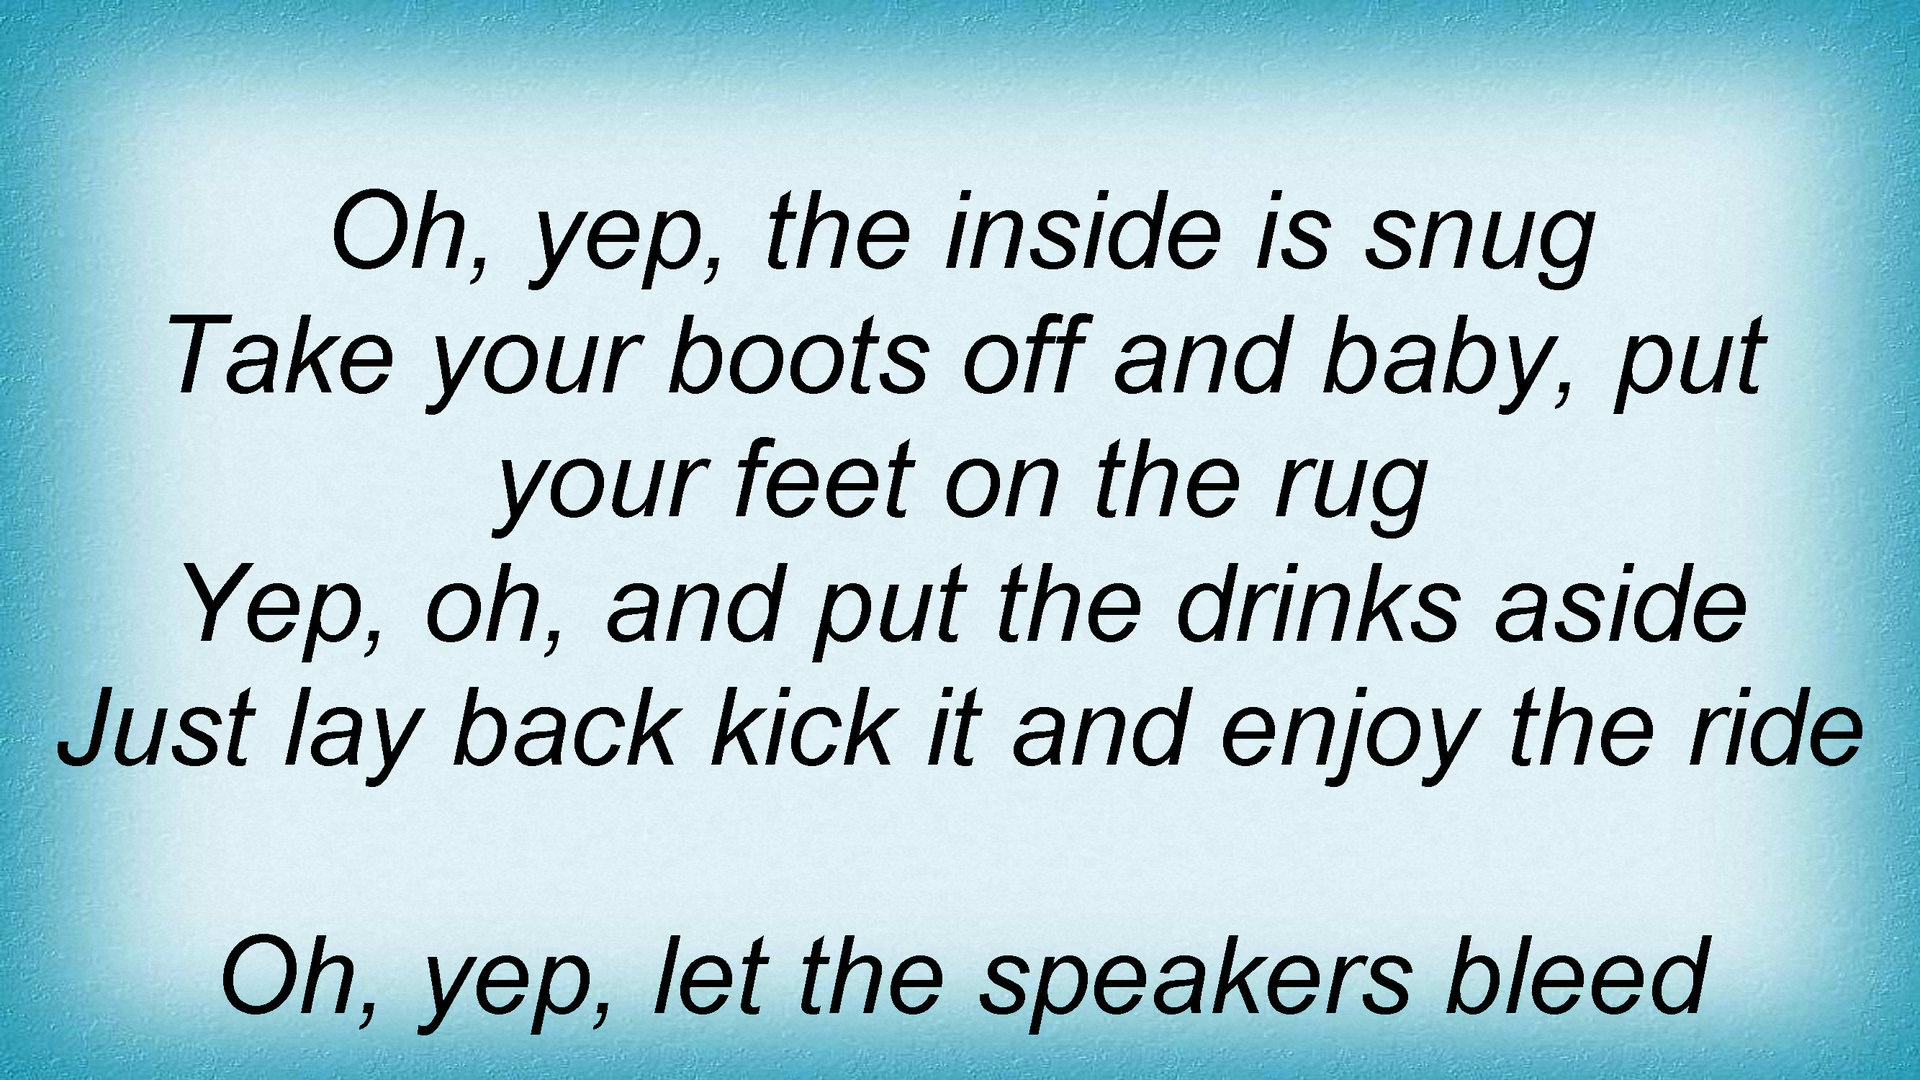 Oh, yep, the inside is snug
Take your boots off and baby, put
your feet on the rug
Yep, oh, and put the drinks aside
Just lay back kick it and enjoy the ride
Oh, yep, let the speakers bleed